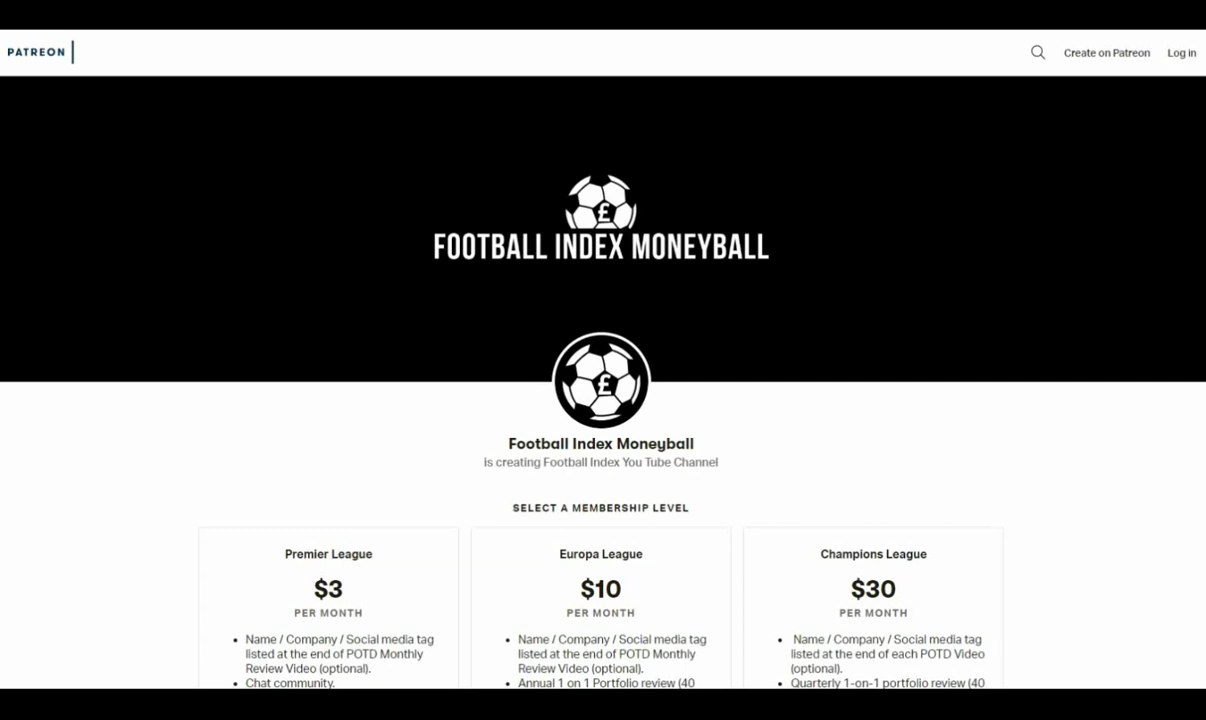 PATREON
Create on Patreon
Log in
£
FOOTBALL INDEX MONEYBALL
£
Football Index Moneyball
is creating Football Index You Tube Channel
SELECT A MEMBERSHIP LEVEL
Premier League
$3
PER MONTH
• Name / Company / Social media tag
listed at the end of POTD Monthly
Review Video (optional).
• Chat community.
Europa League
$10
PER MONTH
• Name / Company / Social media tag
listed at the end of POTD Monthly
Review Video (optional).
• Annual 1 on 1 Portfolio review (40
Champions League
$30
PER MONTH
• Name / Company / Social media tag
listed at the end of each POTD Video
(optional).
• Quarterly 1-on-1 portfolio review (40